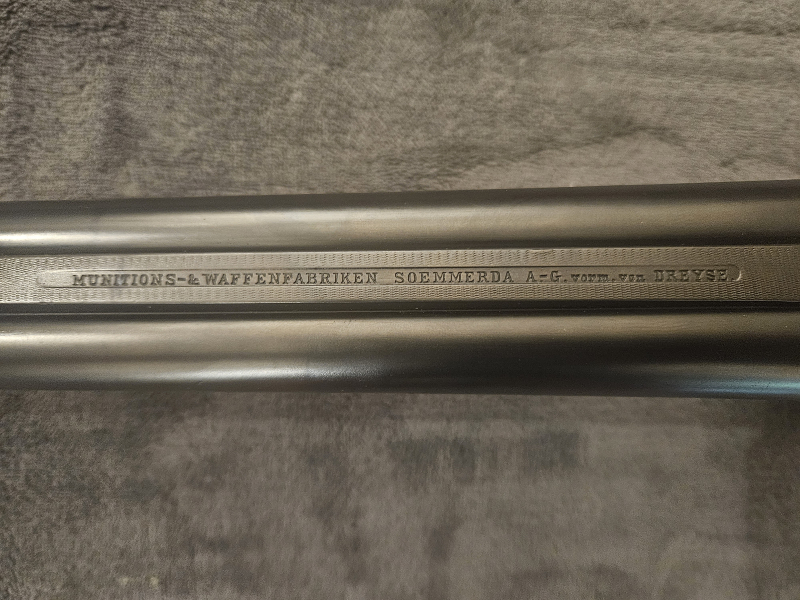 MUNITIONS-& WAFFENFABRIKEN SOEMMERDA A-G. vorm. von DREYSE.